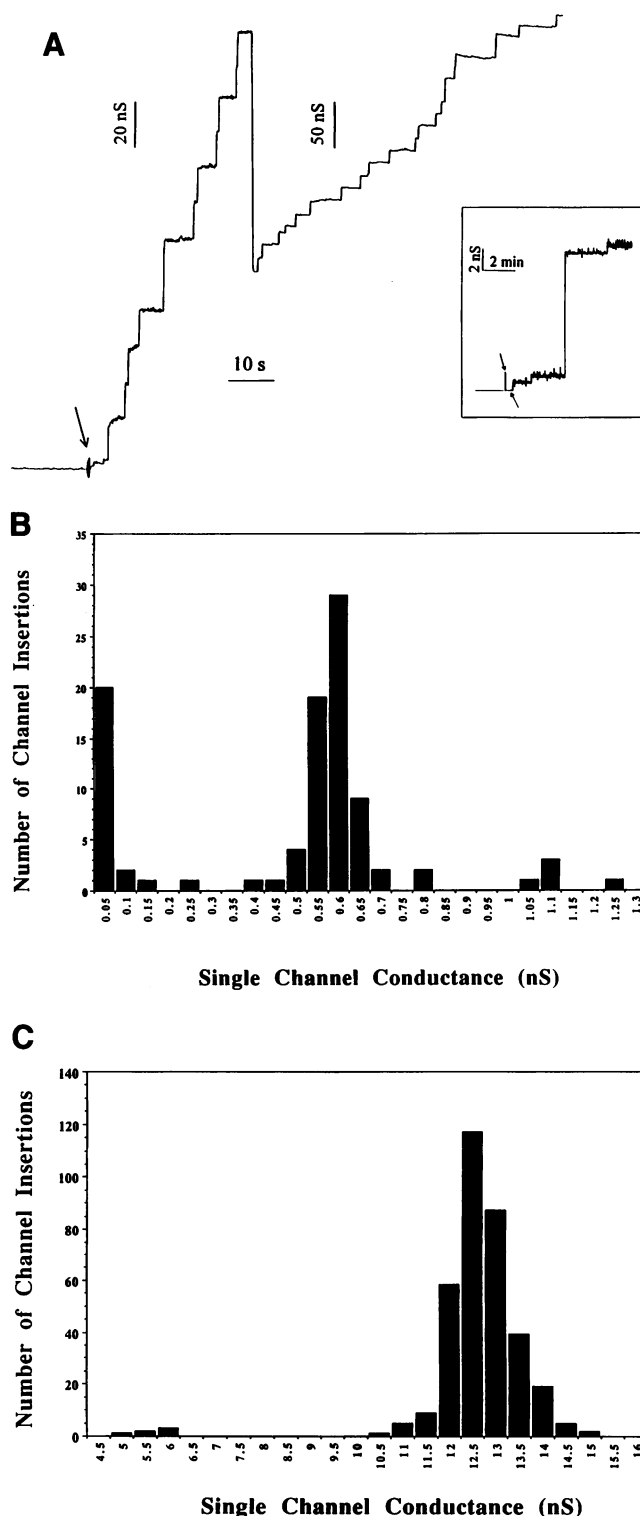 A
20 nS
50 nS
10 s
2 nS
2 min
B
Number of Channel Insertions
35
30
25
20
15
10
5
0
0.05 0.1 0.15 0.2 0.25 0.3 0.35 0.4 0.45 0.5 0.55 0.6 0.65 0.7 0.75 0.8 0.85 0.9 0.95 1 1.05 1.1 1.15 1.2 1.25 1.3
Single Channel Conductance (nS)
C
Number of Channel Insertions
140
120
100
80
60
40
20
0
4.5 5 5.5 6 6.5 7 7.5 8 8.5 9 9.5 10 10.5 11 11.5 12 12.5 13 13.5 14 14.5 15 15.5 16
Single Channel Conductance (nS)